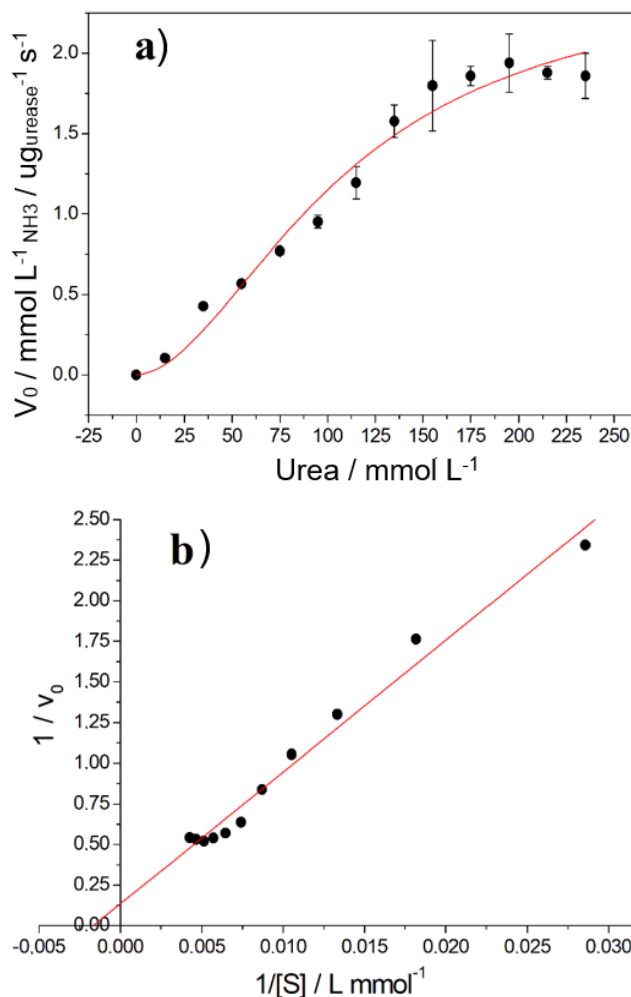 a)
V0 / mmol L-1 NH3 / ugurease-1 s-1
2.0
1.5
1.0
0.5
0.0
-25 0 25 50 75 100 125 150 175 200 225 250
Urea / mmol L-1
b)
1 / v0
2.50
2.25
2.00
1.75
1.50
1.25
1.00
0.75
0.50
0.25
0.00
-0,005 0.000 0.005 0.010 0.015 0.020 0.025 0.030
1/[S] / L mmol-1